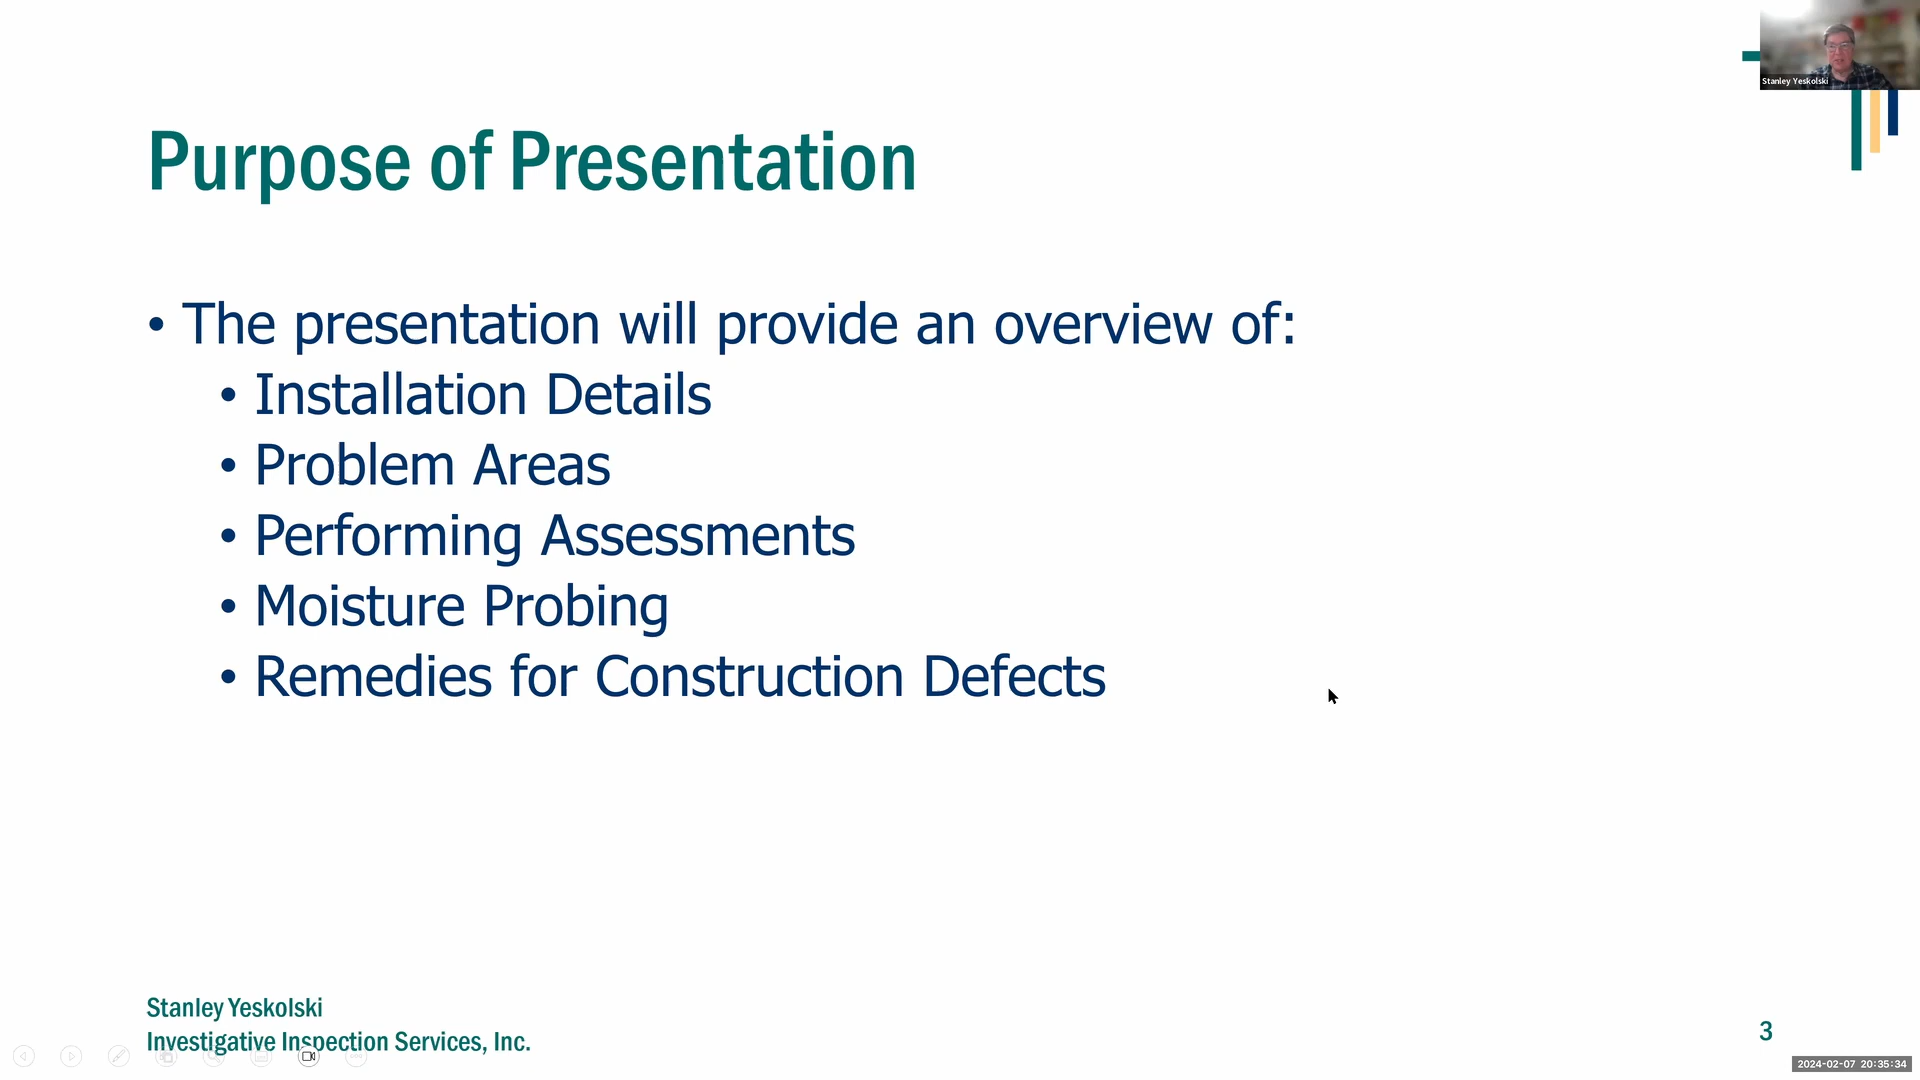 Stanley Yeskolski
Purpose of Presentation
• The presentation will provide an overview of:
• Installation Details
• Problem Areas
• Performing Assessments
• Moisture Probing
• Remedies for Construction Defects
Stanley Yeskolski
Investigative Inspection Services, Inc.
3
2024-02-07 20:35:34